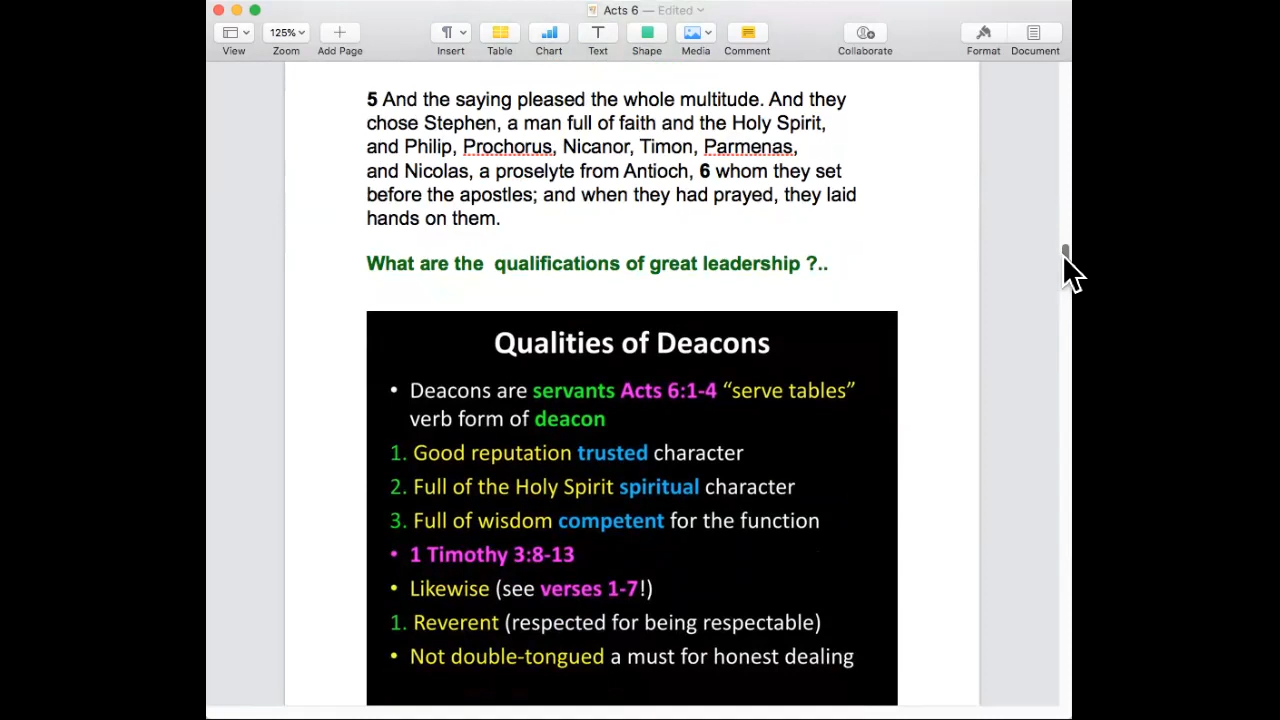 Acts 6 — Edited
125%
View Zoom Add Page Insert Table Chart Text Shape Media Comment Collaborate Format Document
5 And the saying pleased the whole multitude. And they
chose Stephen, a man full of faith and the Holy Spirit,
and Philip, Prochorus, Nicanor, Timon, Parmenas,
and Nicolas, a proselyte from Antioch, 6 whom they set
before the apostles; and when they had prayed, they laid
hands on them.
What are the  qualifications of great leadership ?..
Qualities of Deacons
• Deacons are servants Acts 6:1-4 “serve tables”
verb form of deacon
1. Good reputation trusted character
2. Full of the Holy Spirit spiritual character
3. Full of wisdom competent for the function
• 1 Timothy 3:8-13
• Likewise (see verses 1-7!)
1. Reverent (respected for being respectable)
• Not double-tongued a must for honest dealing